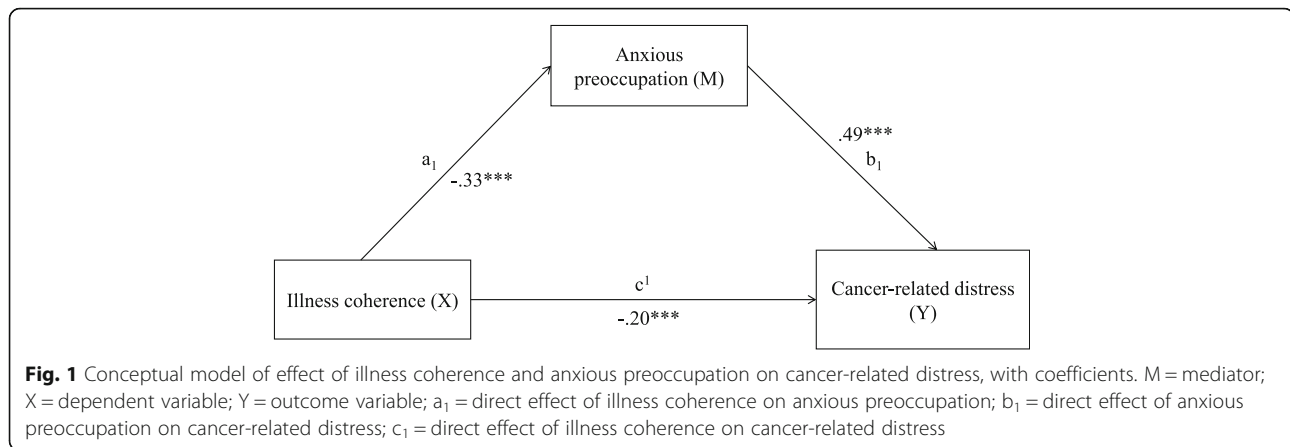 Anxious
preoccupation (M)
.49***
a₁
b₁
-.33***
Illness coherence (X)
c¹
Cancer-related distress
(Y)
-.20***
Fig. 1 Conceptual model of effect of illness coherence and anxious preoccupation on cancer-related distress, with coefficients. M = mediator;
X = dependent variable; Y = outcome variable; a₁ = direct effect of illness coherence on anxious preoccupation; b₁ = direct effect of anxious
preoccupation on cancer-related distress; c₁ = direct effect of illness coherence on cancer-related distress